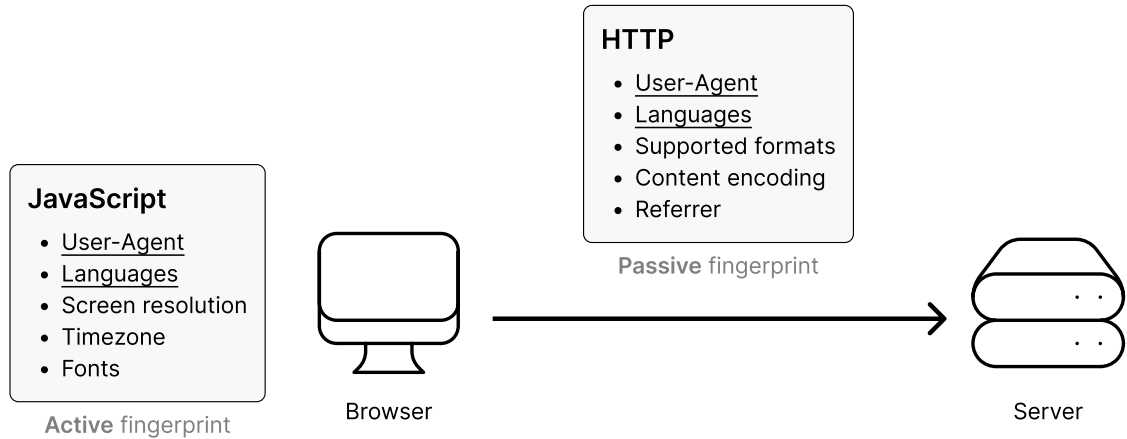 HTTP
• User-Agent
• Languages
• Supported formats
• Content encoding
• Referrer
Passive fingerprint
JavaScript
• User-Agent
• Languages
• Screen resolution
• Timezone
• Fonts
Active fingerprint
Browser
Server